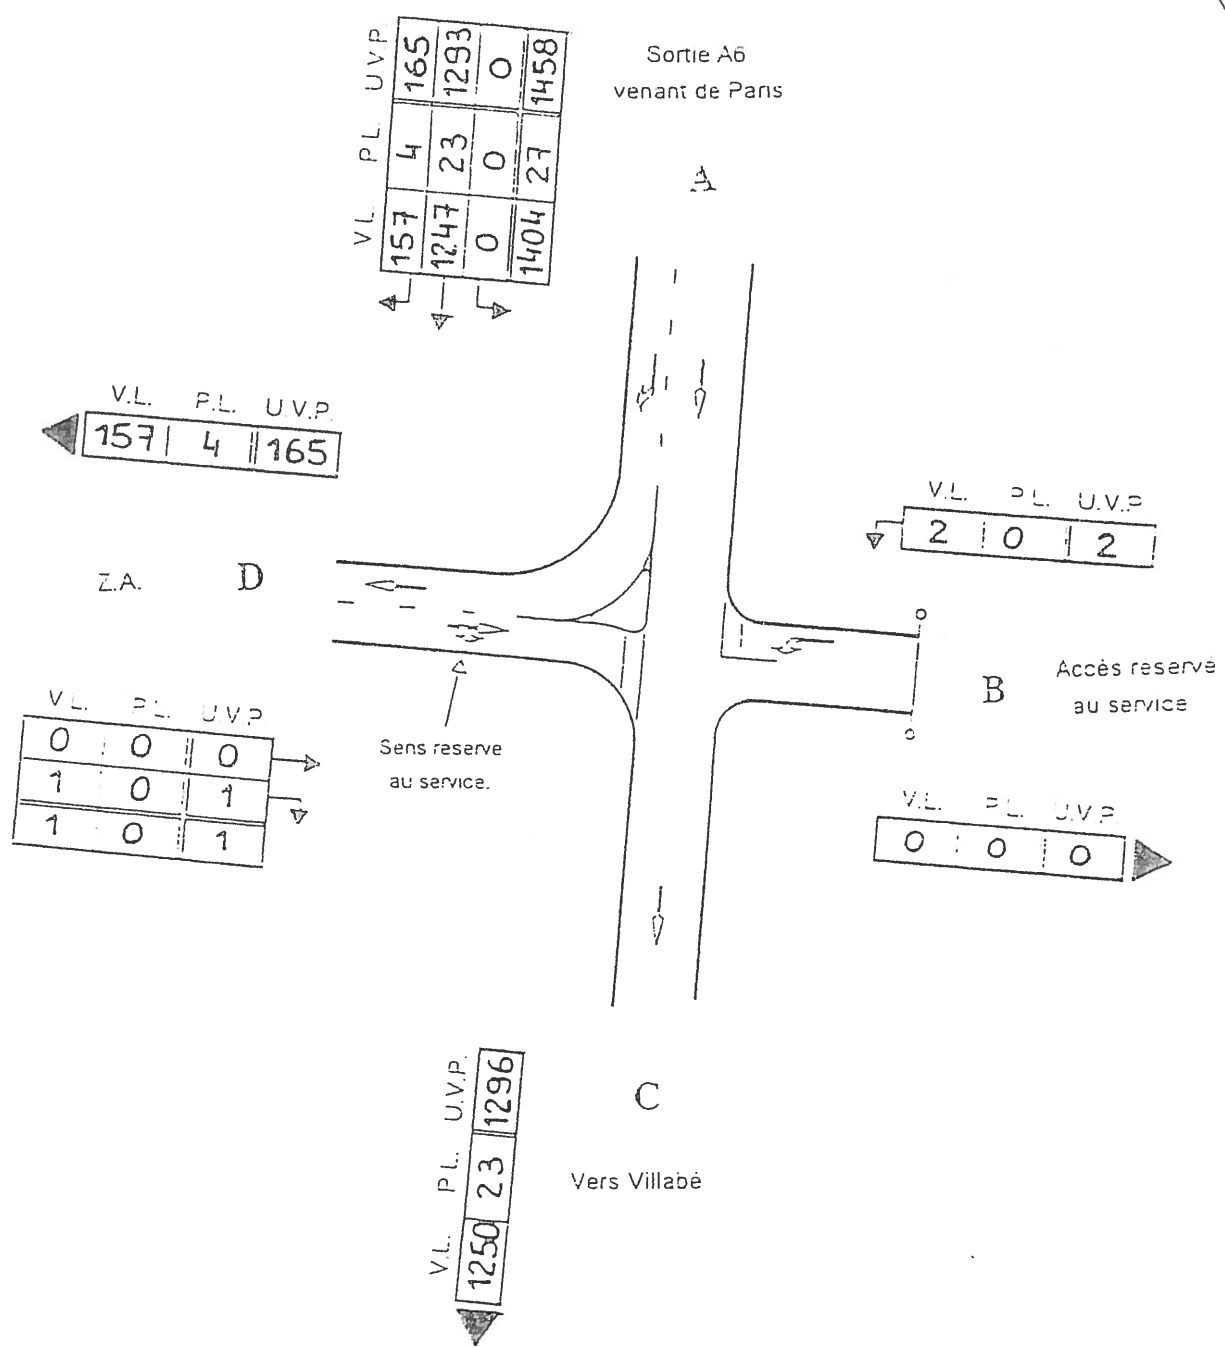 U.V.P. 165 1293 0 1458
P.L. 4 23 0 27
V.L. 157 1247 0 1404
Sortie A6
venant de Paris
A
V.L. P.L. U.V.P.
157 4 165
V.L. P.L. U.V.P
2 0 2
Z.A. D
B
Accès reservé
au service
V.L. P.L. U.V.P
0 0 0
1 0 1
1 0 1
Sens reserve
au service.
V.L. P.L. U.V.P.
0 0 0
C
Vers Villabé
U.V.P. 1296
P.L. 23
V.L. 1250